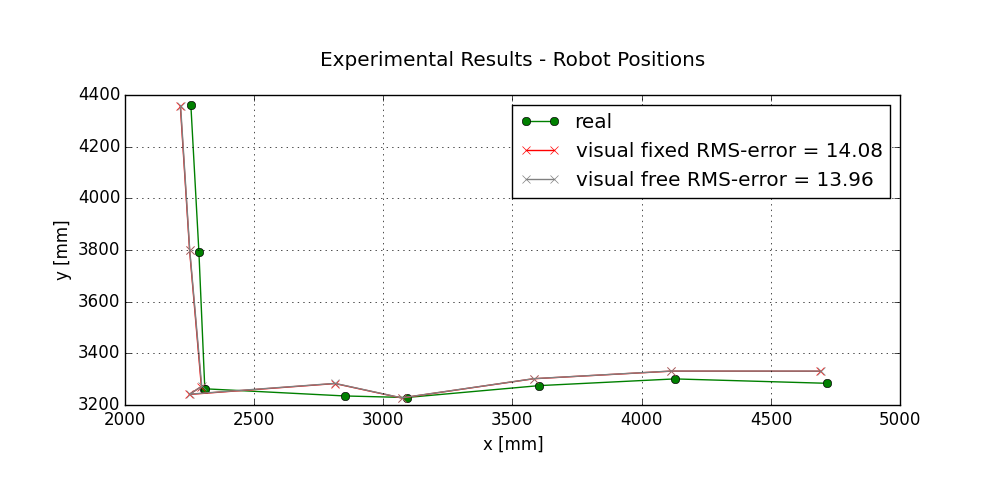 Experimental Results - Robot Positions
4400
4200
4000
3800
3600
3400
3200
y [mm]
real
visual fixed RMS-error = 14.08
visual free RMS-error = 13.96
2000 2500 3000 3500 4000 4500 5000
x [mm]